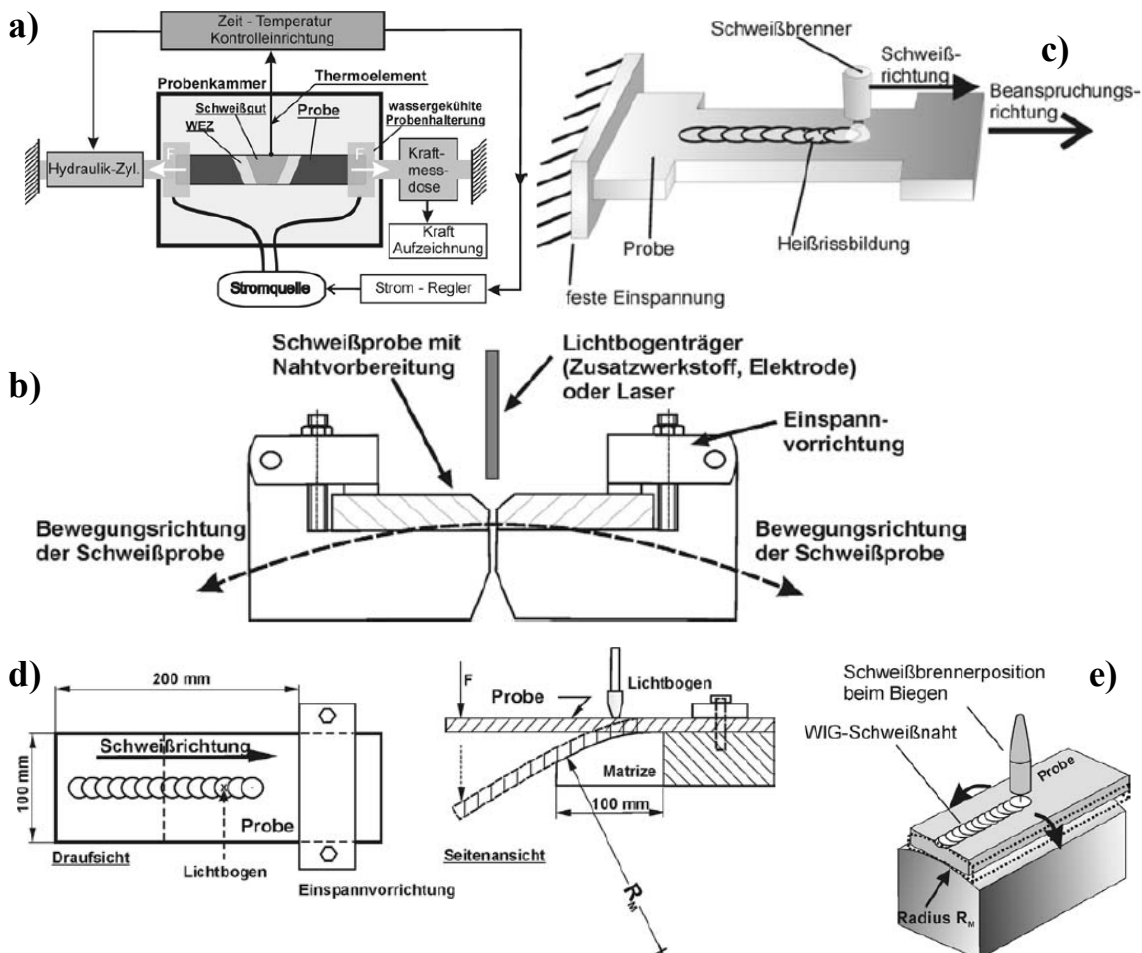 a)
Zeit - Temperatur
Kontrolleinrichtung
Probenkammer
Thermoelement
Schweißgut
Probe
WEZ
wassergekühlte
Probenhalterung
F
F
Hydraulik-Zyl.
Kraft-
mess-
dose
Kraft
Aufzeichnung
Stromquelle
Strom - Regler
c)
Schweißbrenner
Schweiß-
richtung
Beanspruchungs-
richtung
Probe
Heißrissbildung
feste Einspannung
b)
Schweißprobe mit
Nahtvorbereitung
Lichtbogenträger
(Zusatzwerkstoff, Elektrode)
oder Laser
Einspann-
vorrichtung
Bewegungsrichtung
der Schweißprobe
Bewegungsrichtung
der Schweißprobe
d)
200 mm
Schweißrichtung
100 mm
x
Probe
Draufsicht
Lichtbogen
Einspannvorrichtung
F
Probe
Lichtbogen
Matrize
100 mm
Seitenansicht
R_M
e)
Schweißbrennerposition
beim Biegen
WIG-Schweißnaht
Probe
Radius R_M